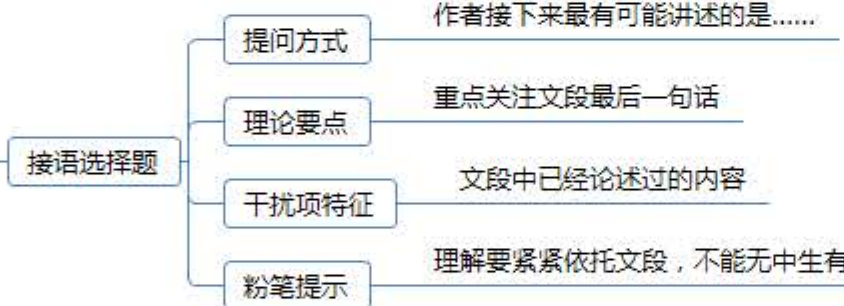 作者接下来最有可能讲述的是……
提问方式
重点关注文段最后一句话
理论要点
接语选择题
文段中已经论述过的内容
干扰项特征
理解要紧紧依托文段，不能无中生有
粉笔提示